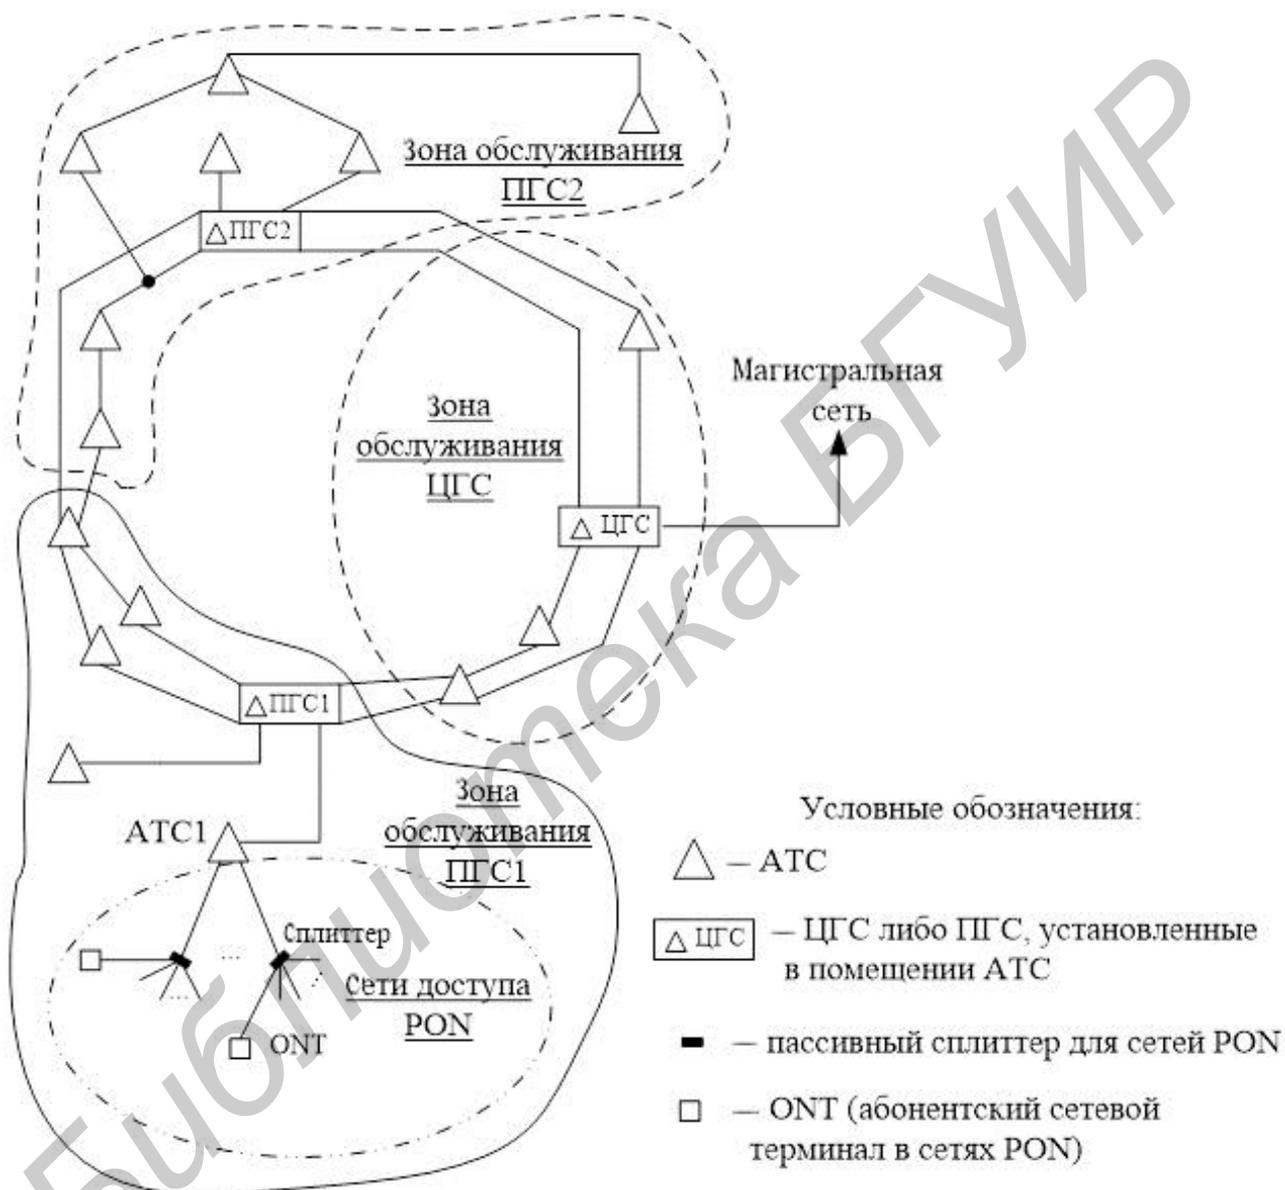 Зона обслуживания
ПГС2
ПГС2
Магистральная
сеть
Зона
обслуживания
ЦГС
ЦГС
ПГС1
Зона
обслуживания
ПГС1
АТС1
Сплиттер
Сети доступа
PON
ONT
Условные обозначения:
– АТС
ЦГС – ЦГС либо ПГС, установленные
в помещении АТС
– пассивный сплиттер для сетей PON
– ONT (абонентский сетевой
терминал в сетях PON)
Библиотека БГУИР